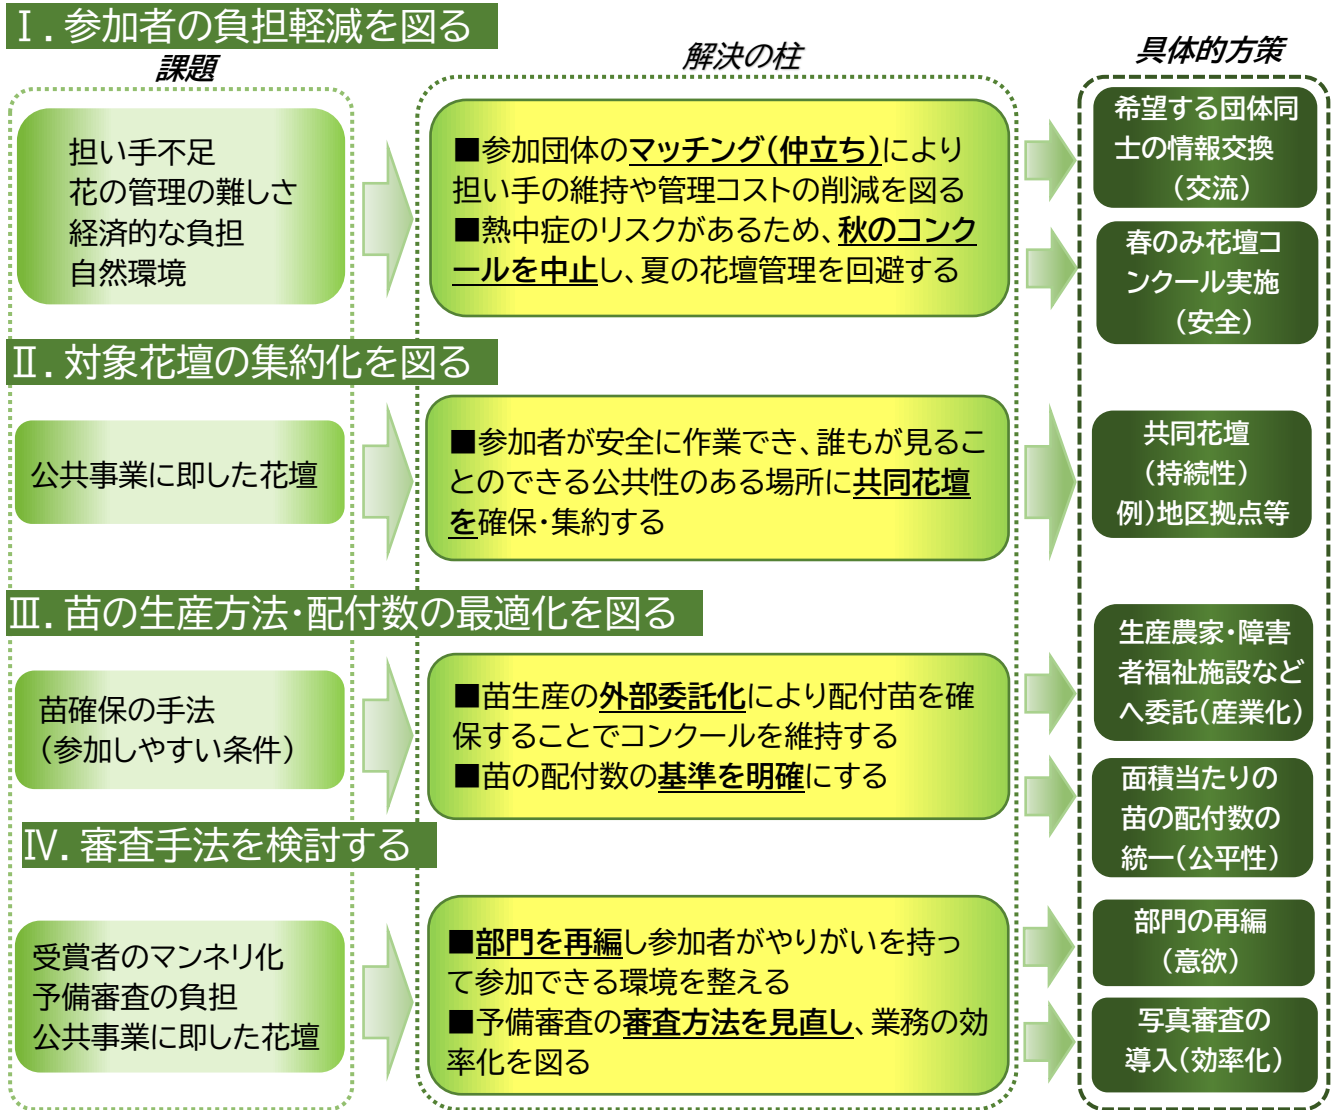 Ⅰ．参加者の負担軽減を図る
課題
解決の柱
具体的方策
担い手不足
花の管理の難しさ
経済的な負担
自然環境
■参加団体のマッチング（仲立ち）により
担い手の維持や管理コストの削減を図る
■熱中症のリスクがあるため、秋のコンク
ールを中止し、夏の花壇管理を回避する
希望する団体同
士の情報交換
（交流）
春のみ花壇コ
ンクール実施
（安全）
Ⅱ．対象花壇の集約化を図る
公共事業に即した花壇
■参加者が安全に作業でき、誰もが見るこ
とのできる公共性のある場所に共同花壇
を確保・集約する
共同花壇
（持続性）
例）地区拠点等
Ⅲ．苗の生産方法・配付数の最適化を図る
苗確保の手法
（参加しやすい条件）
■苗生産の外部委託化により配付苗を確
保することでコンクールを維持する
■苗の配付数の基準を明確にする
生産農家・障害
者福祉施設など
へ委託（産業化）
面積当たりの
苗の配付数の
統一（公平性）
Ⅳ．審査手法を検討する
受賞者のマンネリ化
予備審査の負担
公共事業に即した花壇
■部門を再編し参加者がやりがいを持っ
て参加できる環境を整える
■予備審査の審査方法を見直し、業務の効
率化を図る
部門の再編
（意欲）
写真審査の
導入（効率化）